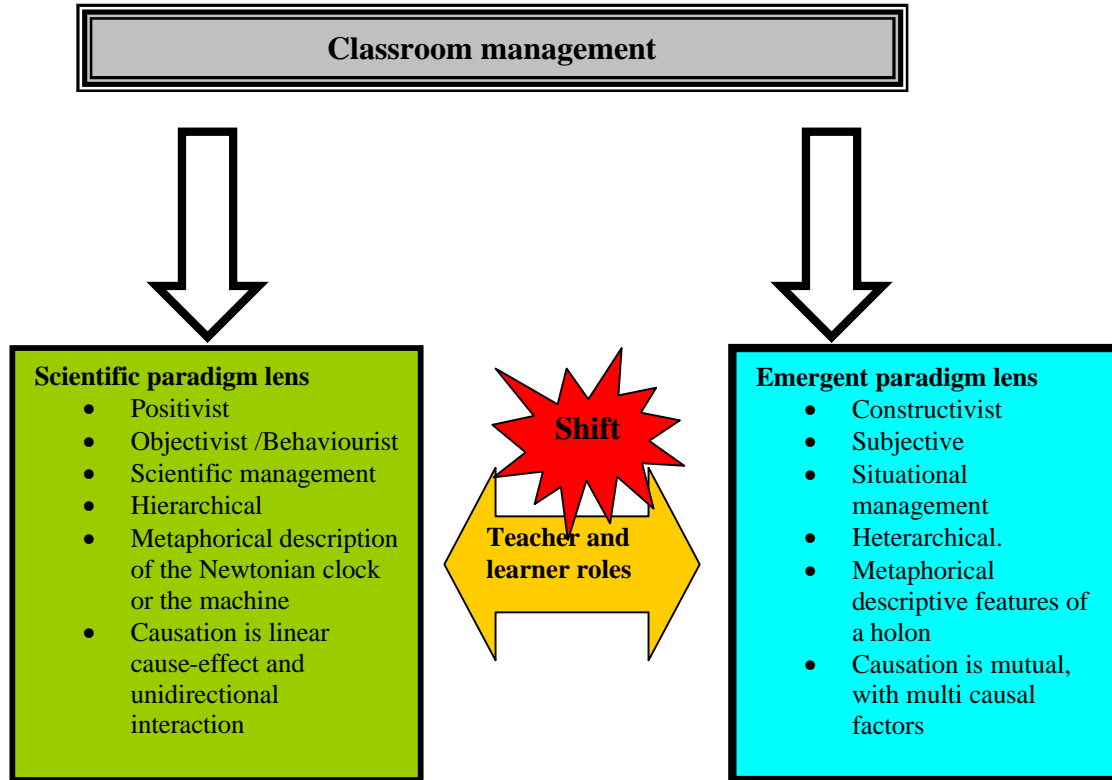 Classroom management
Scientific paradigm lens
• Positivist
• Objectivist /Behaviourist
• Scientific management
• Hierarchical
• Metaphorical description
of the Newtonian clock
or the machine
• Causation is linear
cause-effect and
unidirectional
interaction
Shift
Teacher and
learner roles
Emergent paradigm lens
• Constructivist
• Subjective
• Situational
management
• Heterarchical.
• Metaphorical
descriptive features of
a holon
• Causation is mutual,
with multi causal
factors